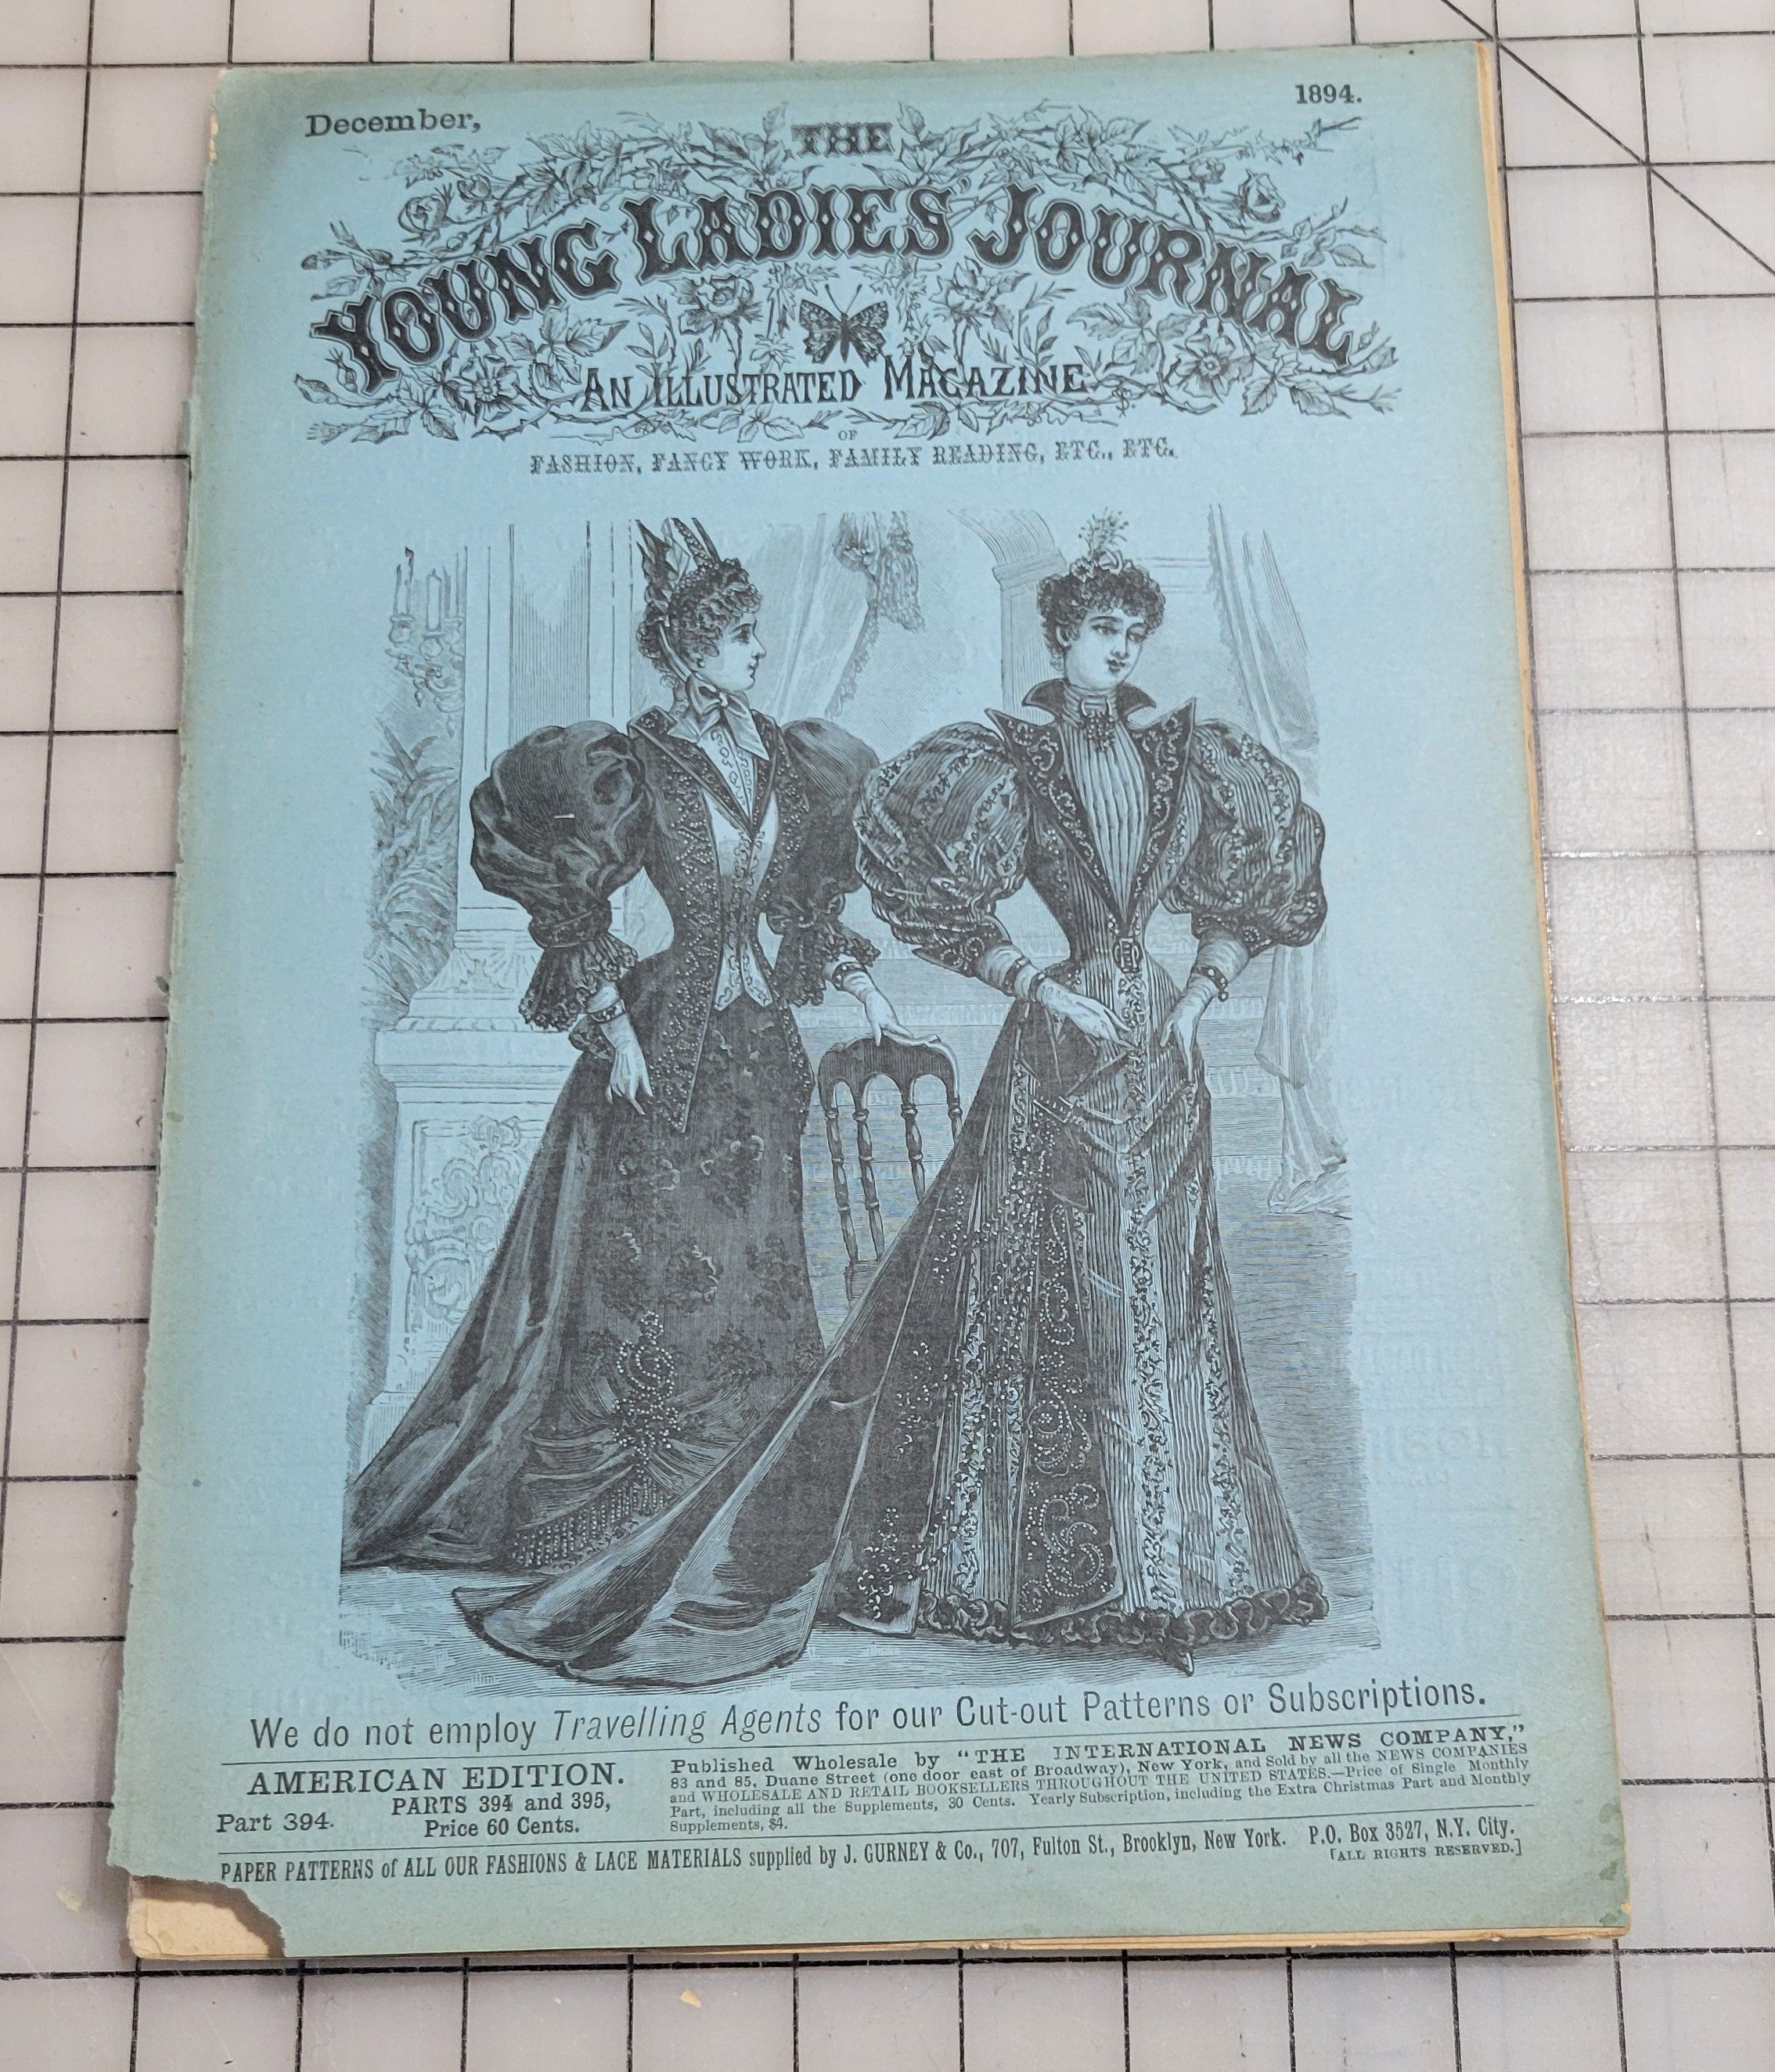 December,
1894.
THE
YOUNG LADIES' JOURNAL
AN ILLUSTRATED MAGAZINE
OF
FASHION, FANCY WORK, FAMILY READING, ETC., ETC.
We do not employ Travelling Agents for our Cut-out Patterns or Subscriptions.
AMERICAN EDITION.
Part 394.
PARTS 394 and 395,
Price 60 Cents.
Published Wholesale by "THE INTERNATIONAL NEWS COMPANY,"
83 and 85, Duane Street (one door east of Broadway), New York, and Sold by all the NEWS COMPANIES
and WHOLESALE AND RETAIL BOOKSELLERS THROUGHOUT THE UNITED STATES.—Price of Single Monthly
Part, including all the Supplements, 30 Cents. Yearly Subscription, including the Extra Christmas Part and Monthly
Supplements, $4.
PAPER PATTERNS of ALL OUR FASHIONS & LACE MATERIALS supplied by J. GURNEY & Co., 707, Fulton St., Brooklyn, New York. P.O. Box 3527, N.Y. City.
[ALL RIGHTS RESERVED.]